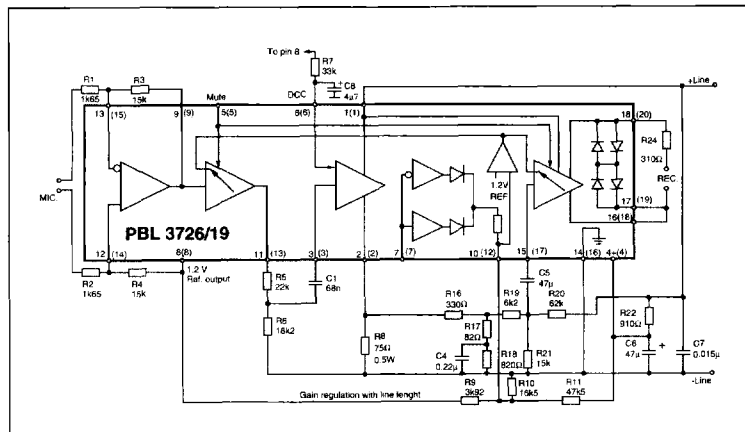 To pin 8
R7
33k
+Line
R1
1k65
R3
15k
Mute
DCC
C8
4µ7
+
13
(15)
9
(9)
5(5)
6(6)
1(1)
18
(20)
R24
310Ω
REC.
MIC.
1.2V
REF
17
(19)
PBL 3726/19
16
(18)
12
(14)
8
(8)
11
(13)
3
(3)
2
(2)
7
(7)
10
(12)
15
(17)
14
(16)
4+(4)
R2
1k65
R4
15k
1.2 V
Ref. output
R5
22k
C1
68n
C5
47µ
R16
330Ω
R19
6k2
R20
62k
R22
910Ω
R6
18k2
R17
82Ω
R8
75Ω
0.5W
C4
0.22µ
R18
820Ω
R21
15k
C6
47µ
+
C7
0.015µ
-Line
Gain regulation with line lenght
R9
3k92
R10
16k5
R11
47k5